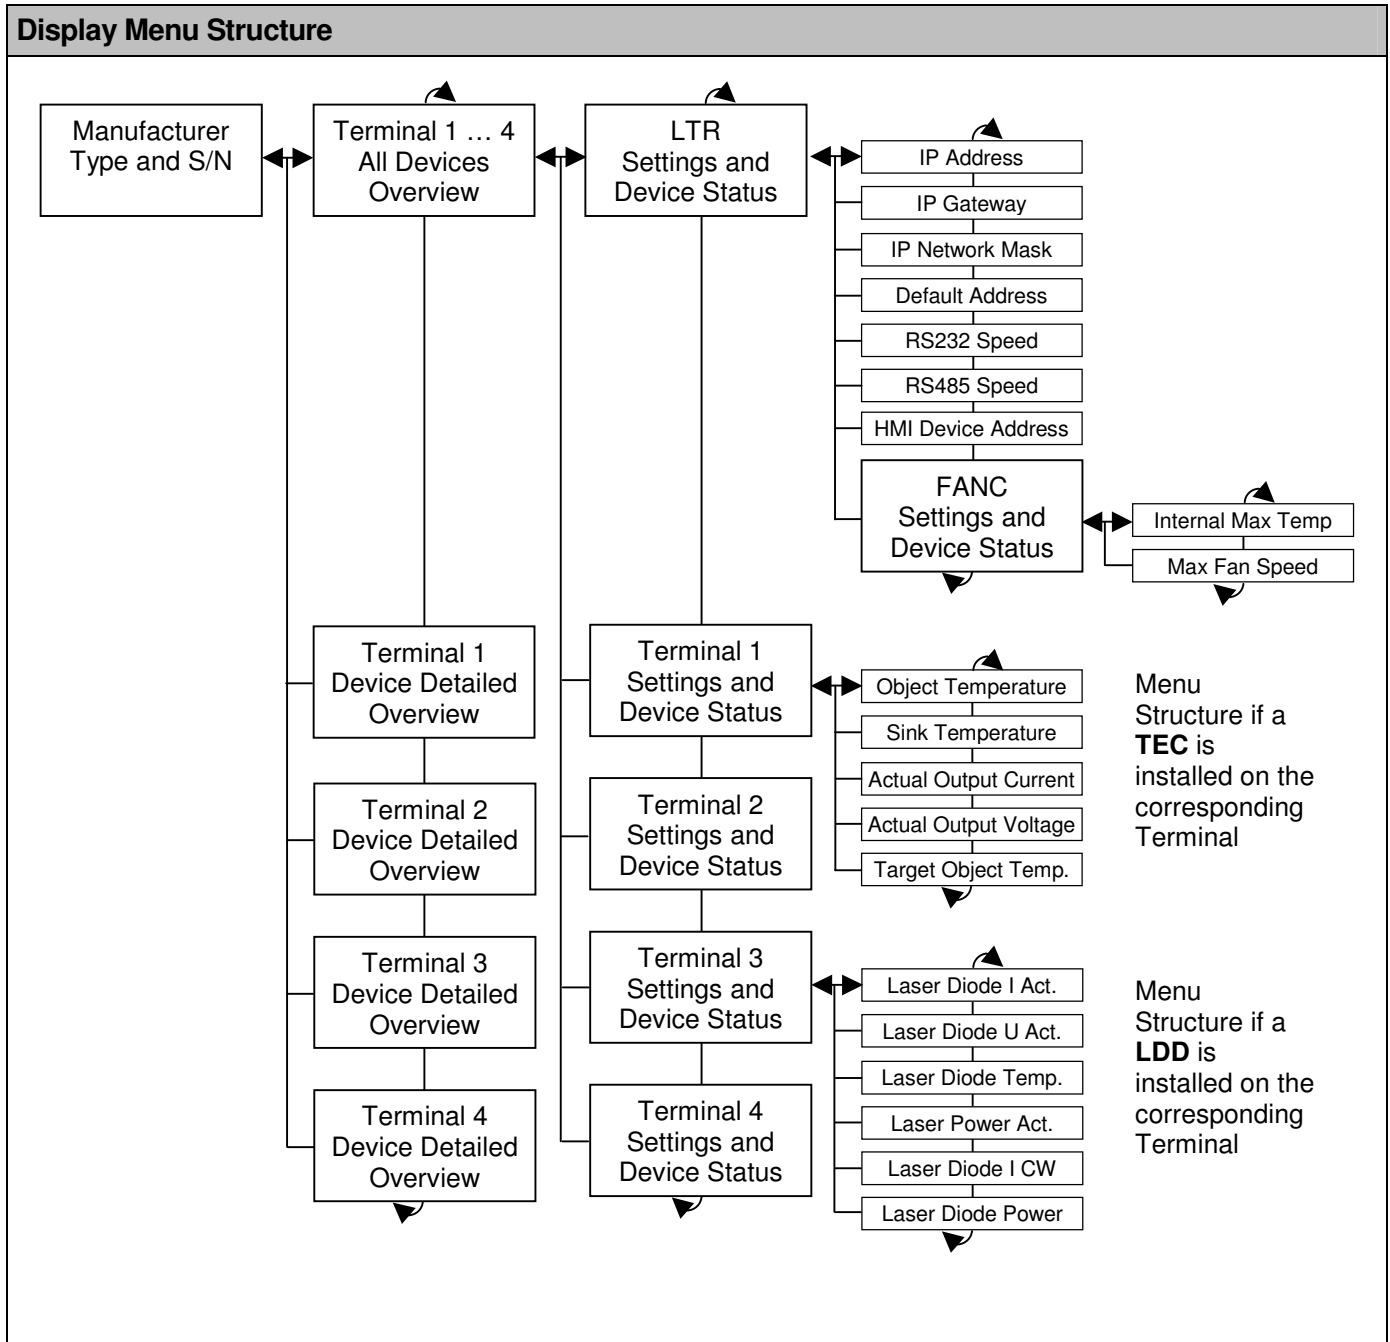 Display Menu Structure
Manufacturer
Type and S/N
Terminal 1 … 4
All Devices
Overview
LTR
Settings and
Device Status
IP Address
IP Gateway
IP Network Mask
Default Address
RS232 Speed
RS485 Speed
HMI Device Address
FANC
Settings and
Device Status
Internal Max Temp
Max Fan Speed
Terminal 1
Device Detailed
Overview
Terminal 1
Settings and
Device Status
Object Temperature
Sink Temperature
Actual Output Current
Actual Output Voltage
Target Object Temp.
Menu
Structure if a
TEC is
installed on the
corresponding
Terminal
Terminal 2
Device Detailed
Overview
Terminal 2
Settings and
Device Status
Terminal 3
Device Detailed
Overview
Terminal 3
Settings and
Device Status
Laser Diode I Act.
Laser Diode U Act.
Laser Diode Temp.
Laser Power Act.
Laser Diode I CW
Laser Diode Power
Menu
Structure if a
LDD is
installed on the
corresponding
Terminal
Terminal 4
Device Detailed
Overview
Terminal 4
Settings and
Device Status